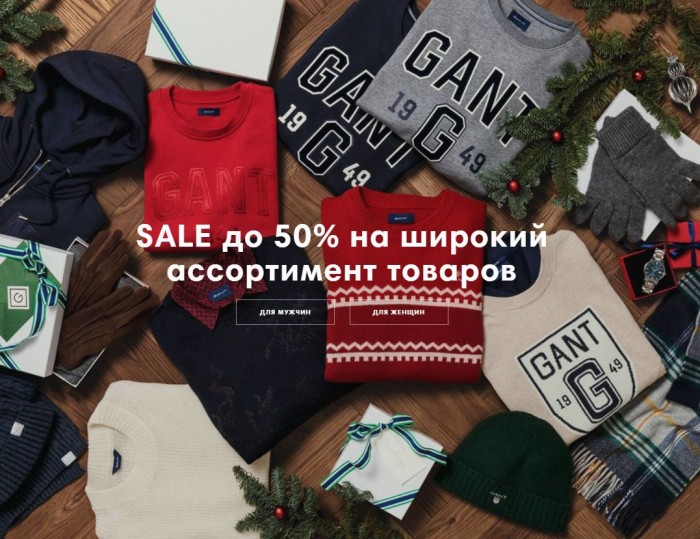 GANT
19 G 49
GANT
19 G 49
GANT
SALE до 50% на широкий
ассортимент товаров
ДЛЯ МУЖЧИН
ДЛЯ ЖЕНЩИН
GANT
19 G 49
G
GANT